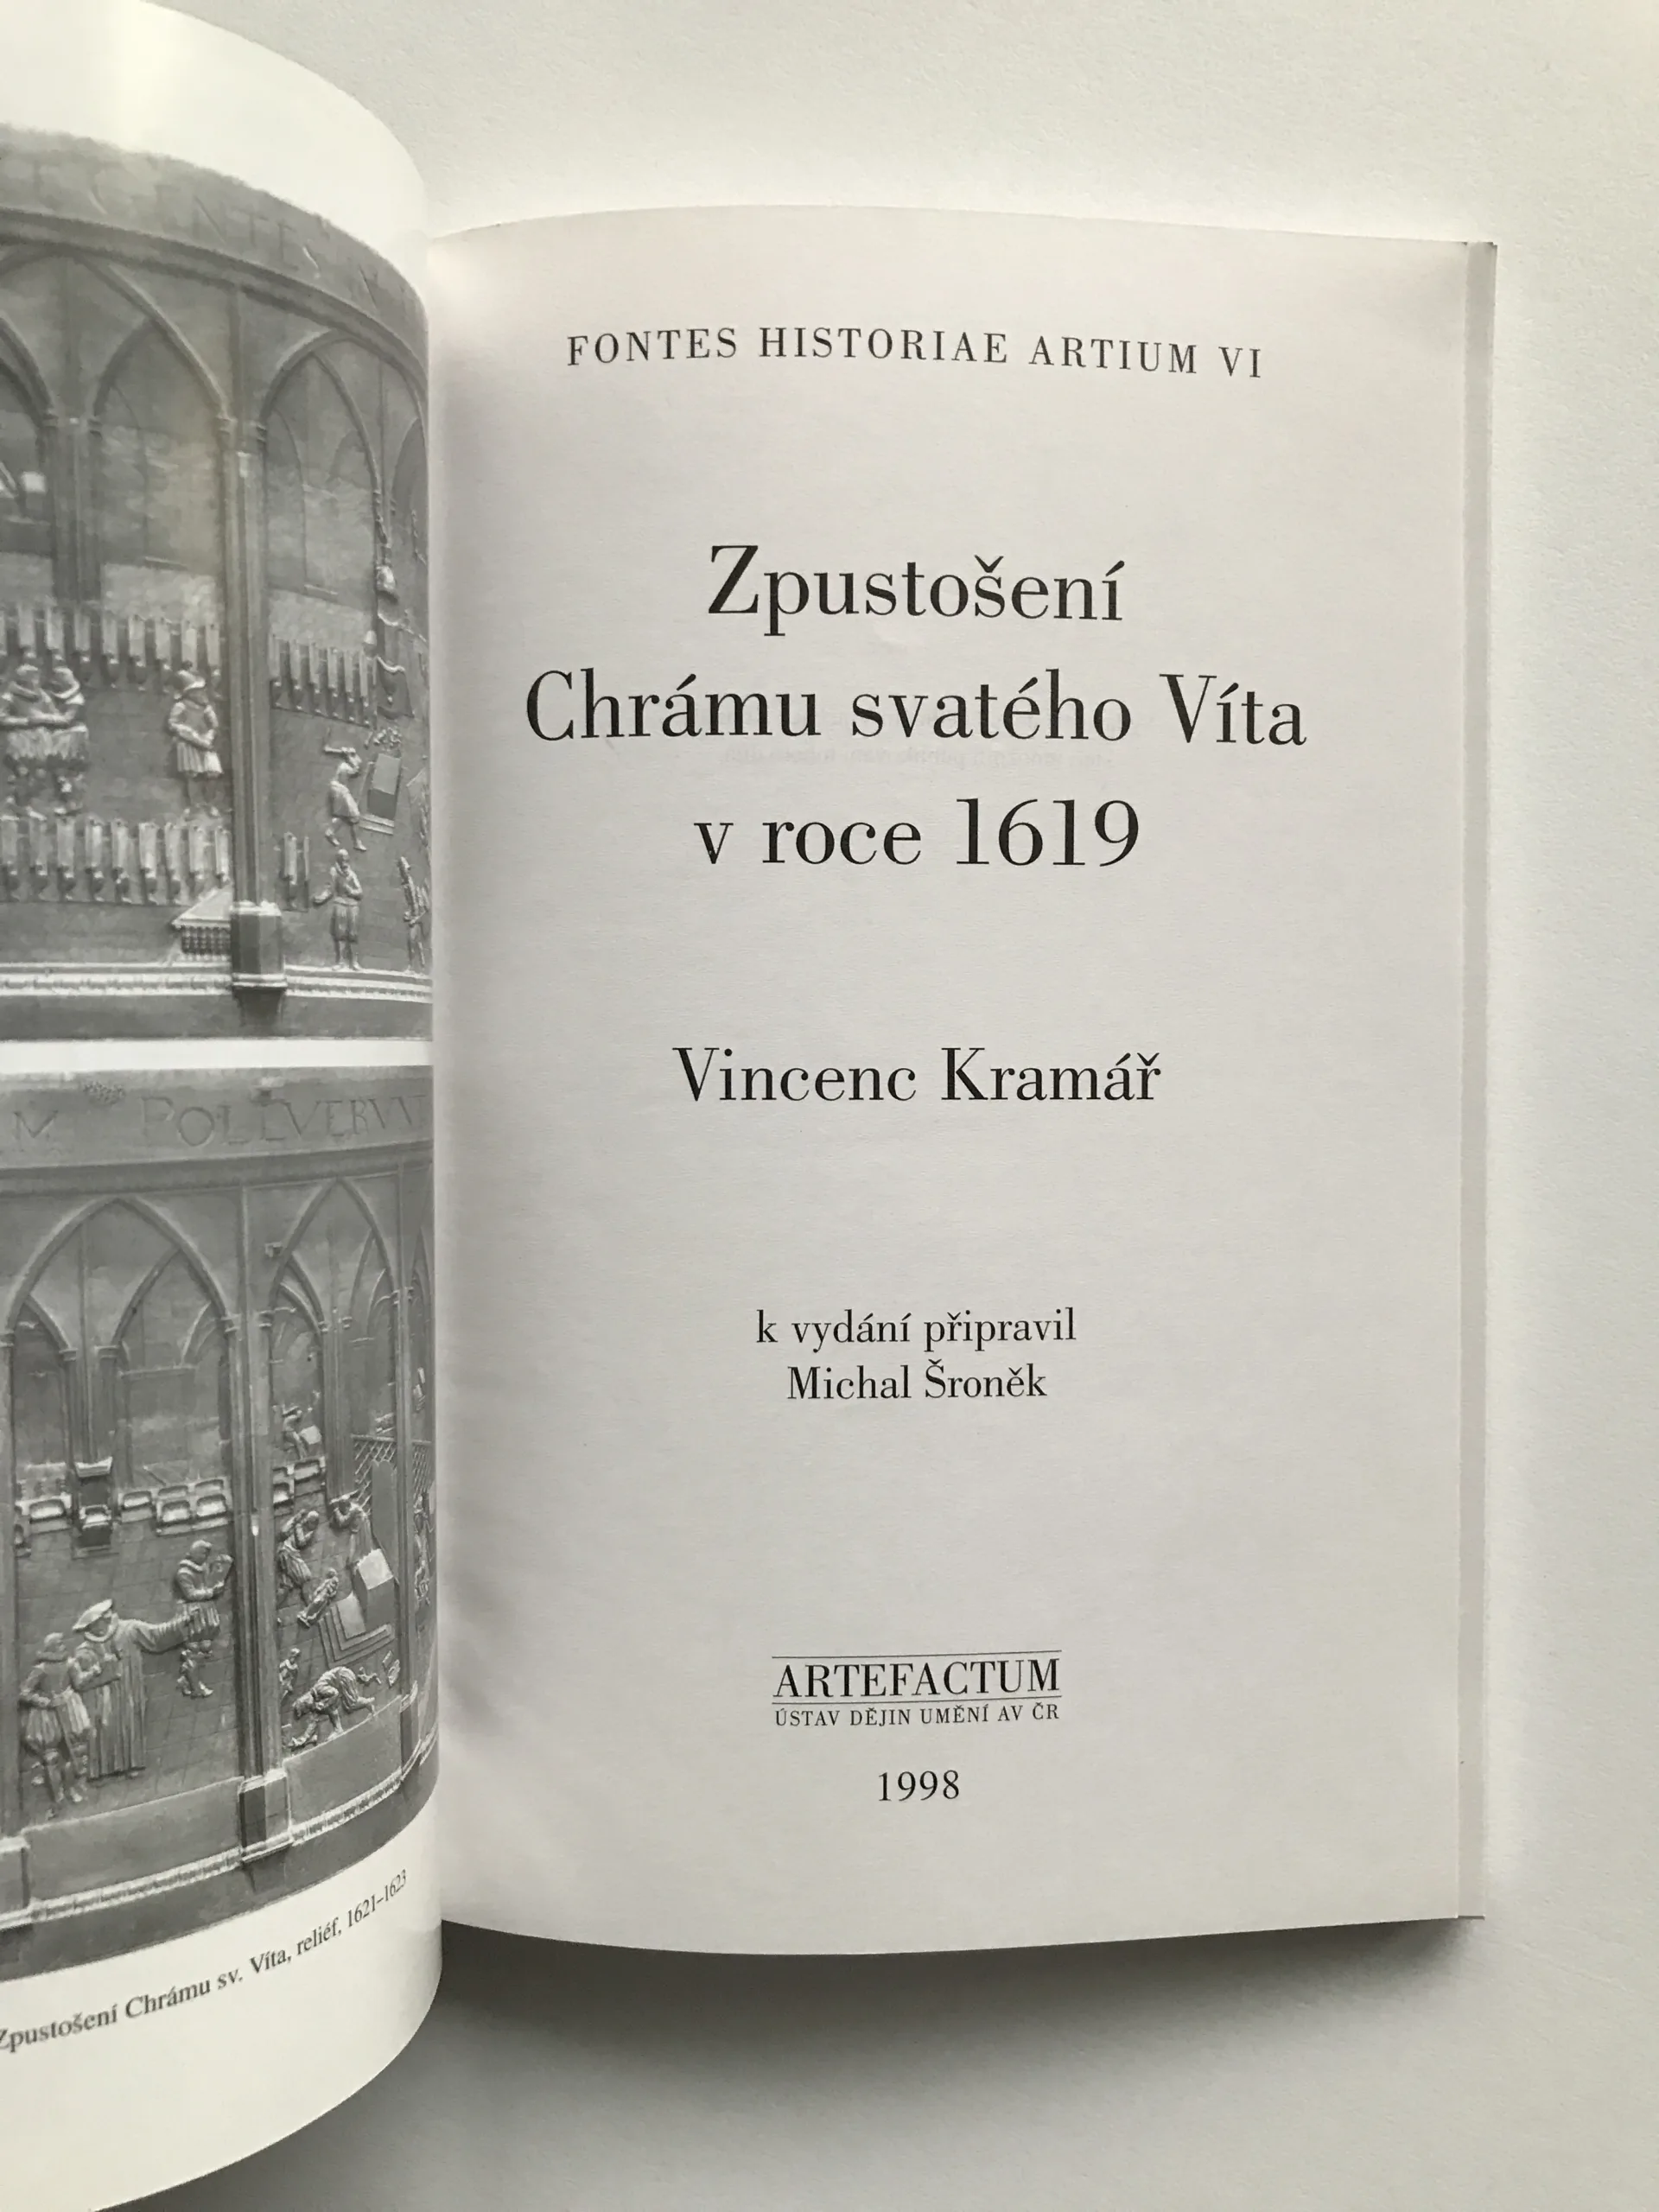 GENTES
M POLLVERVNT
Zpustošení Chrámu sv. Víta, reliéf, 1621–1623
FONTES HISTORIAE ARTIUM VI
Zpustošení
Chrámu svatého Víta
v roce 1619
Vincenc Kramář
k vydání připravil
Michal Šroněk
ARTEFACTUM
ÚSTAV DĚJIN UMĚNÍ AV ČR
1998